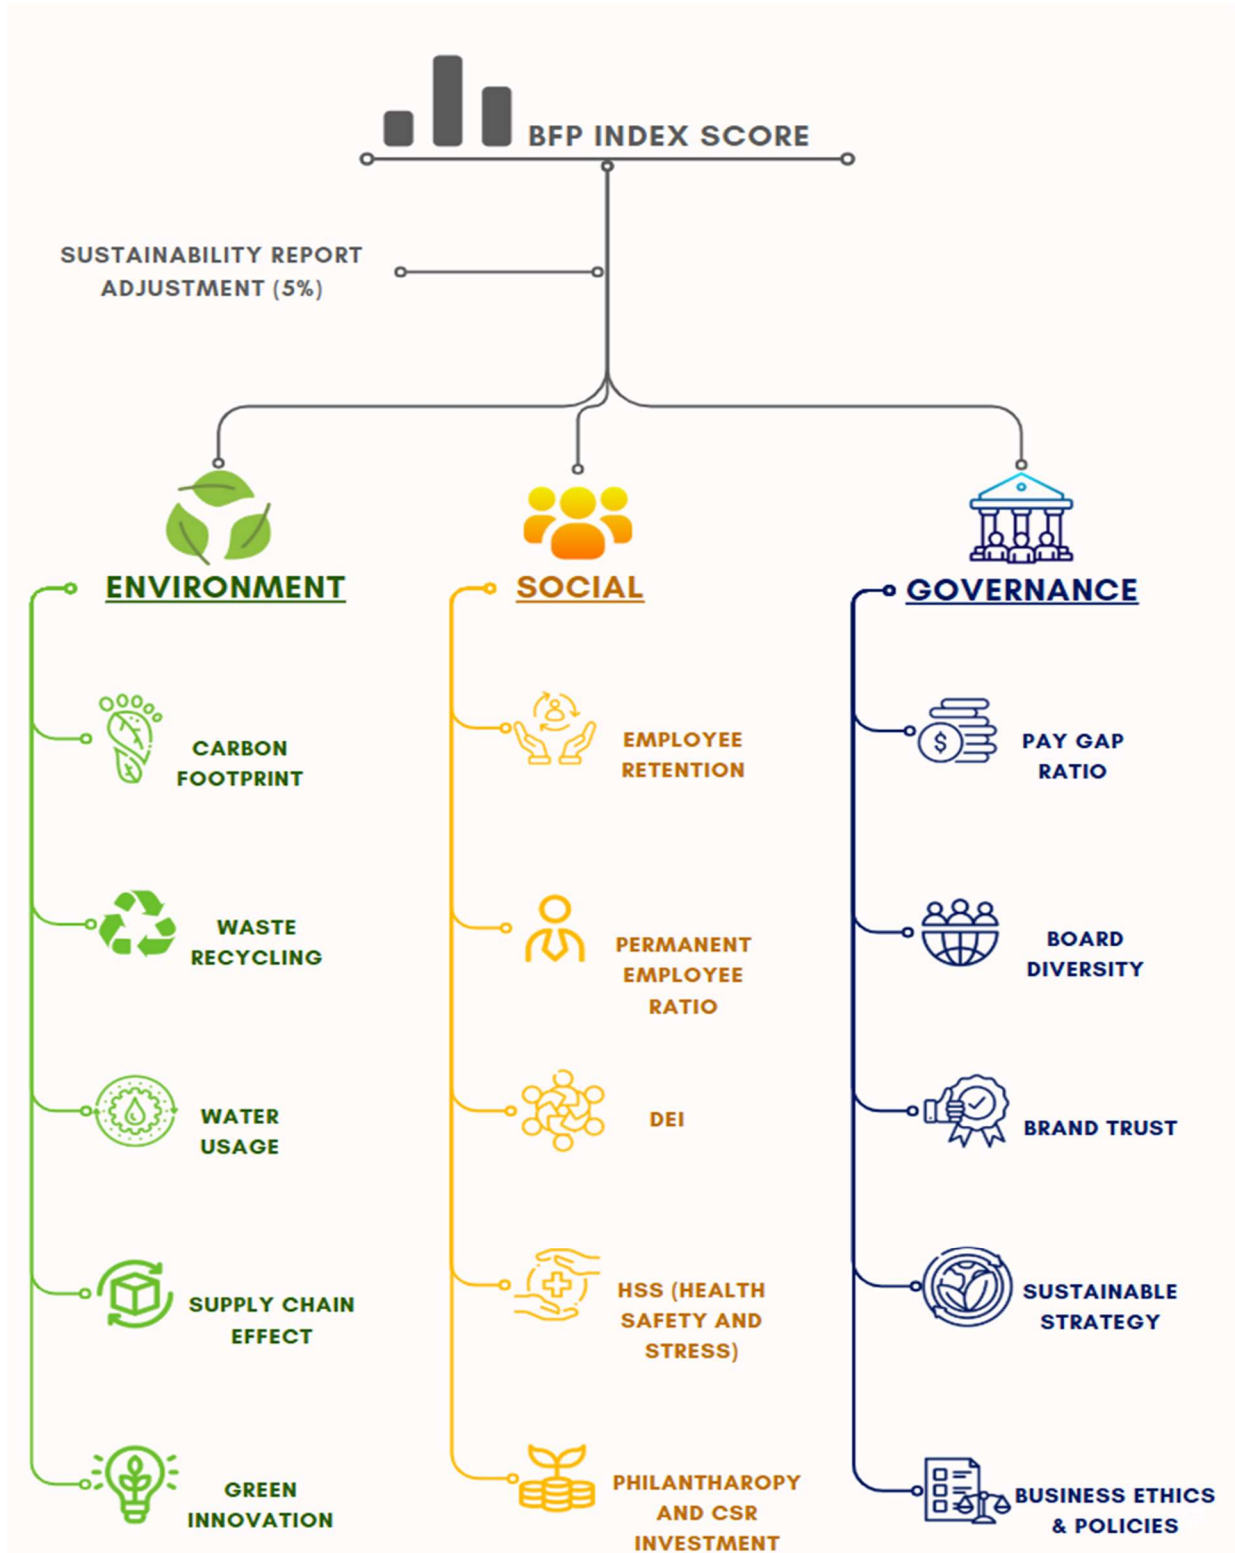 BFP INDEX SCORE
SUSTAINABILITY REPORT
ADJUSTMENT (5%)
ENVIRONMENT
CARBON
FOOTPRINT
WASTE
RECYCLING
WATER
USAGE
SUPPLY CHAIN
EFFECT
GREEN
INNOVATION
SOCIAL
EMPLOYEE
RETENTION
PERMANENT
EMPLOYEE
RATIO
DEI
HSS (HEALTH
SAFETY AND
STRESS)
PHILANTHAROPY
AND CSR
INVESTMENT
GOVERNANCE
$
PAY GAP
RATIO
BOARD
DIVERSITY
BRAND TRUST
SUSTAINABLE
STRATEGY
BUSINESS ETHICS
& POLICIES